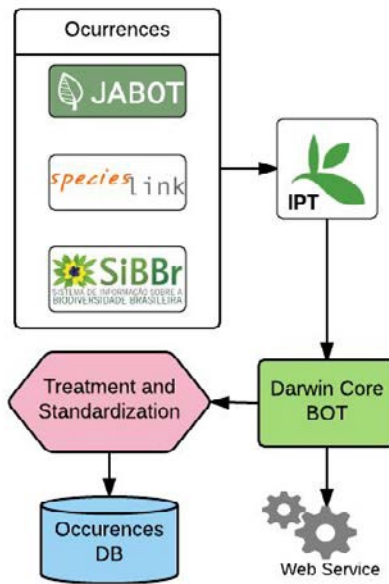 Ocurrences
JABOT
species
link
SiBBr
SISTEMA DE INFORMAÇÃO SOBRE A
BIODIVERSIDADE BRASILEIRA
IPT
Treatment and
Standardization
Darwin Core
BOT
Occurences
DB
Web Service